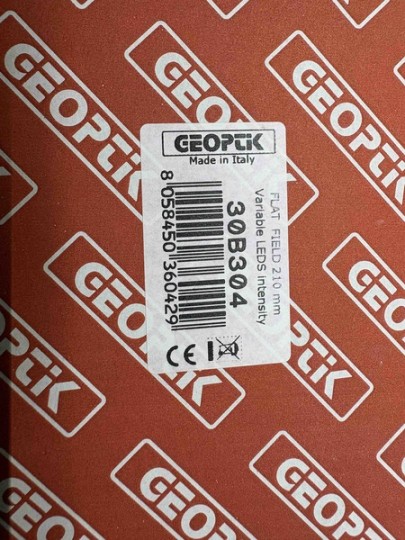 GEOPTIK
Made in Italy
FLAT FIELD 210 mm
Variable LEDS intensity
30B304
8 058450 360429
CE
GEOPTIK
GEOPTIK
GEOPTIK
GEOPTIK
GEOPTIK
GEOPTIK
GEOPTIK